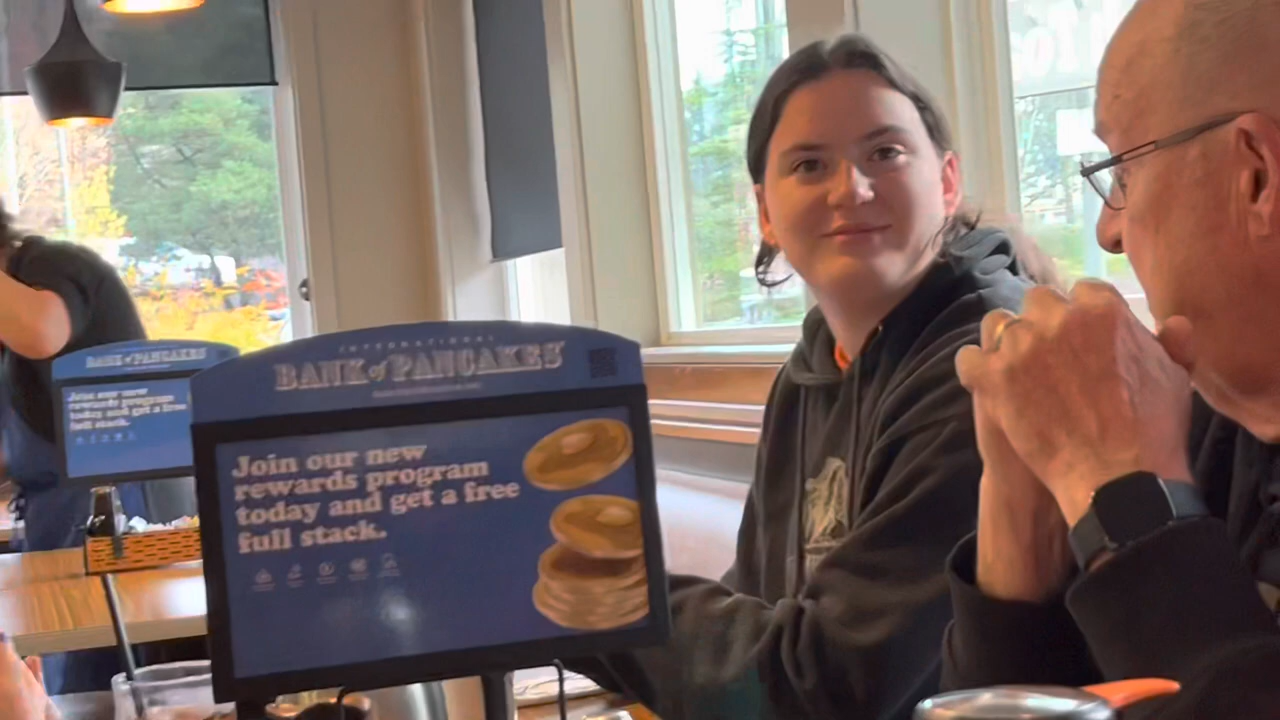 INTERNATIONAL
BANK of PANCAKES
Join our new
rewards program
today and get a free
full stack.
BANK of PANCAKES
Join our new
rewards program
today and get a free
full stack.